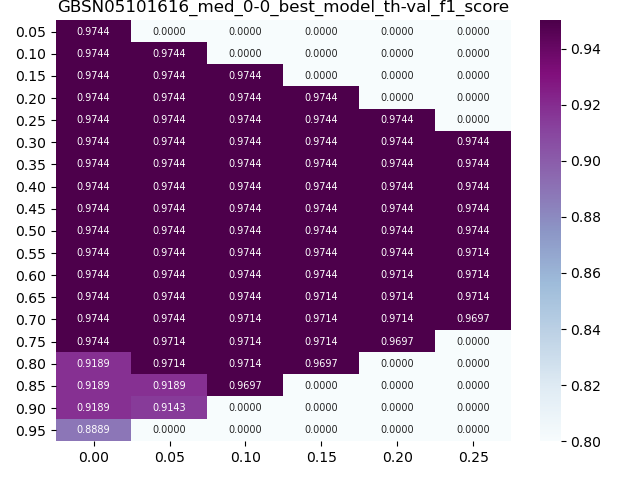 GBSN05101616_med_0-0_best_model_th-val_f1_score
0.05 0.9744 0.0000 0.0000 0.0000 0.0000 0.0000
0.10 0.9744 0.9744 0.0000 0.0000 0.0000 0.0000
0.15 0.9744 0.9744 0.9744 0.0000 0.0000 0.0000
0.20 0.9744 0.9744 0.9744 0.9744 0.0000 0.0000
0.25 0.9744 0.9744 0.9744 0.9744 0.9744 0.0000
0.30 0.9744 0.9744 0.9744 0.9744 0.9744 0.9744
0.35 0.9744 0.9744 0.9744 0.9744 0.9744 0.9744
0.40 0.9744 0.9744 0.9744 0.9744 0.9744 0.9744
0.45 0.9744 0.9744 0.9744 0.9744 0.9744 0.9744
0.50 0.9744 0.9744 0.9744 0.9744 0.9744 0.9744
0.55 0.9744 0.9744 0.9744 0.9744 0.9744 0.9714
0.60 0.9744 0.9744 0.9744 0.9744 0.9714 0.9714
0.65 0.9744 0.9744 0.9744 0.9714 0.9714 0.9714
0.70 0.9744 0.9744 0.9714 0.9714 0.9714 0.9697
0.75 0.9744 0.9714 0.9714 0.9714 0.9697 0.0000
0.80 0.9189 0.9714 0.9714 0.9697 0.0000 0.0000
0.85 0.9189 0.9189 0.9697 0.0000 0.0000 0.0000
0.90 0.9189 0.9143 0.0000 0.0000 0.0000 0.0000
0.95 0.8889 0.0000 0.0000 0.0000 0.0000 0.0000
0.00 0.05 0.10 0.15 0.20 0.25
0.94
0.92
0.90
0.88
0.86
0.84
0.82
0.80